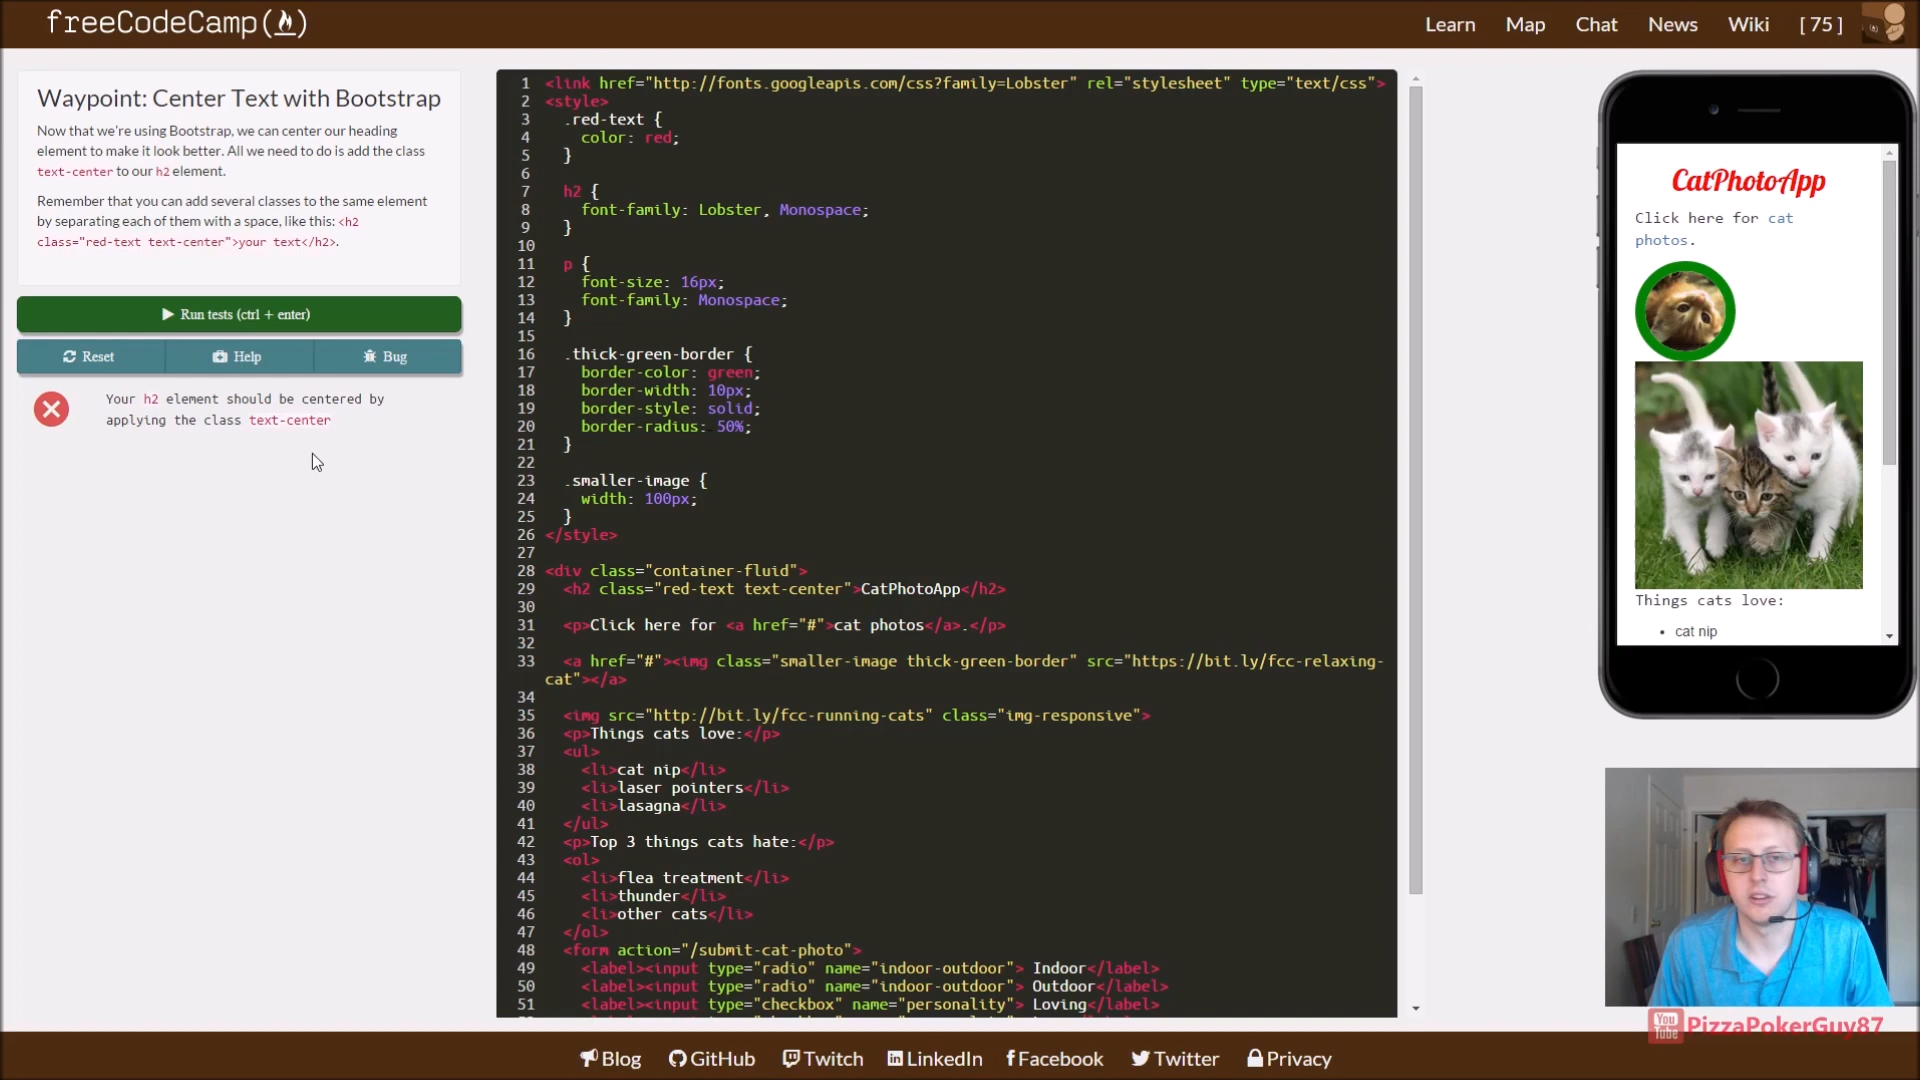 freeCodeCamp
Learn Map Chat News Wiki [ 75 ]
Waypoint: Center Text with Bootstrap
Now that we're using Bootstrap, we can center our heading
element to make it look better. All we need to do is add the class
text-center to our h2 element.
Remember that you can add several classes to the same element
by separating each of them with a space, like this: <h2
class="red-text text-center">your text</h2>.
Run tests (ctrl + enter)
Reset Help Bug
Your h2 element should be centered by
applying the class text-center
1 <link href="http://fonts.googleapis.com/css?family=Lobster" rel="stylesheet" type="text/css">
2 <style>
3 .red-text {
4 color: red;
5 }
6
7 h2 {
8 font-family: Lobster, Monospace;
9 }
10
11 p {
12 font-size: 16px;
13 font-family: Monospace;
14 }
15
16 .thick-green-border {
17 border-color: green;
18 border-width: 10px;
19 border-style: solid;
20 border-radius: 50%;
21 }
22
23 .smaller-image {
24 width: 100px;
25 }
26 </style>
27
28 <div class="container-fluid">
29 <h2 class="red-text text-center">CatPhotoApp</h2>
30
31 <p>Click here for <a href="#">cat photos</a>.</p>
32
33 <a href="#"><img class="smaller-image thick-green-border" src="https://bit.ly/fcc-relaxing-
cat"></a>
34
35 <img src="http://bit.ly/fcc-running-cats" class="img-responsive">
36 <p>Things cats love:</p>
37 <ul>
38 <li>cat nip</li>
39 <li>laser pointers</li>
40 <li>lasagna</li>
41 </ul>
42 <p>Top 3 things cats hate:</p>
43 <ol>
44 <li>flea treatment</li>
45 <li>thunder</li>
46 <li>other cats</li>
47 </ol>
48 <form action="/submit-cat-photo">
49 <label><input type="radio" name="indoor-outdoor"> Indoor</label>
50 <label><input type="radio" name="indoor-outdoor"> Outdoor</label>
51 <label><input type="checkbox" name="personality"> Loving</label>
CatPhotoApp
Click here for cat
photos.
Things cats love:
• cat nip
You Tube PizzaPokerGuy87
Blog GitHub Twitch LinkedIn Facebook Twitter Privacy